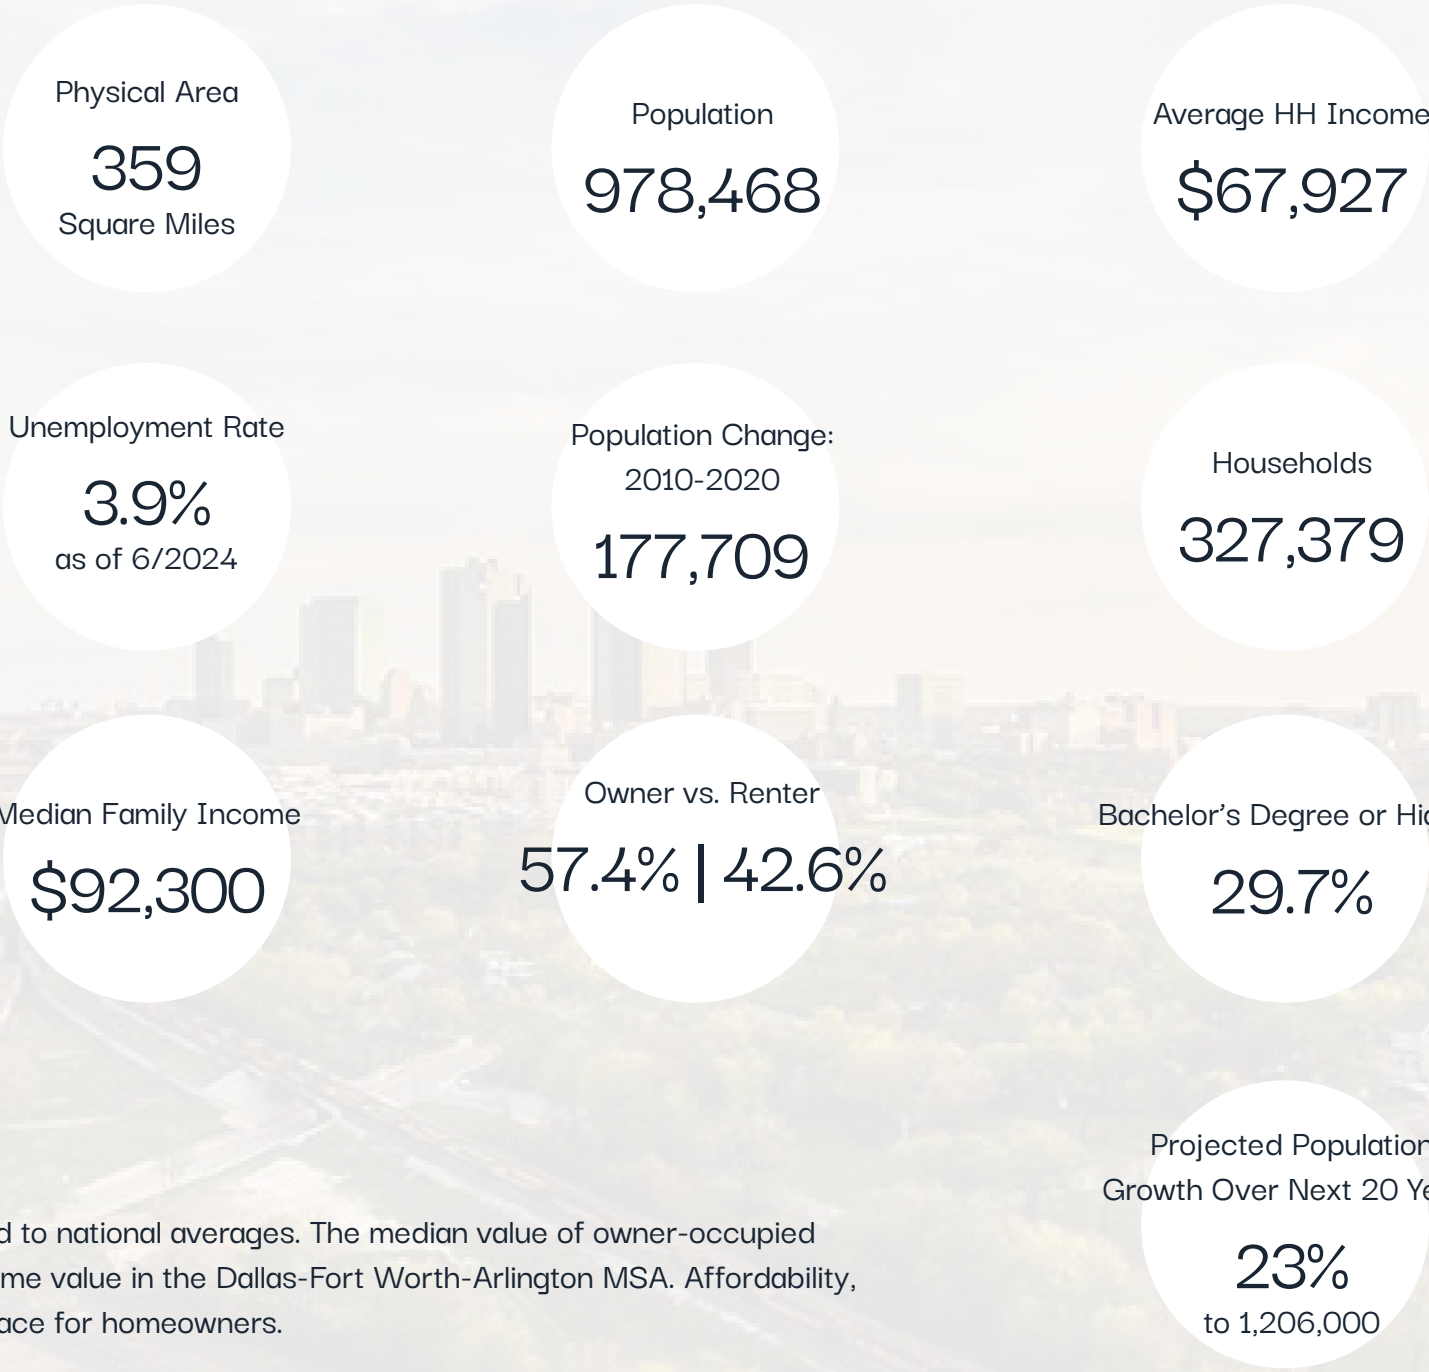 Physical Area
359
Square Miles
Population
978,468
Average HH Income
$67,927
Unemployment Rate
3.9%
as of 6/2024
Population Change:
2010-2020
177,709
Households
327,379
Median Family Income
$92,300
Owner vs. Renter
57.4% | 42.6%
Bachelor’s Degree or
29.7%
Projected Population
Growth Over Next 20
23%
to 1,206,000
to national averages. The median value of owner-occupied
value in the Dallas-Fort Worth-Arlington MSA. Affordability,
for homeowners.